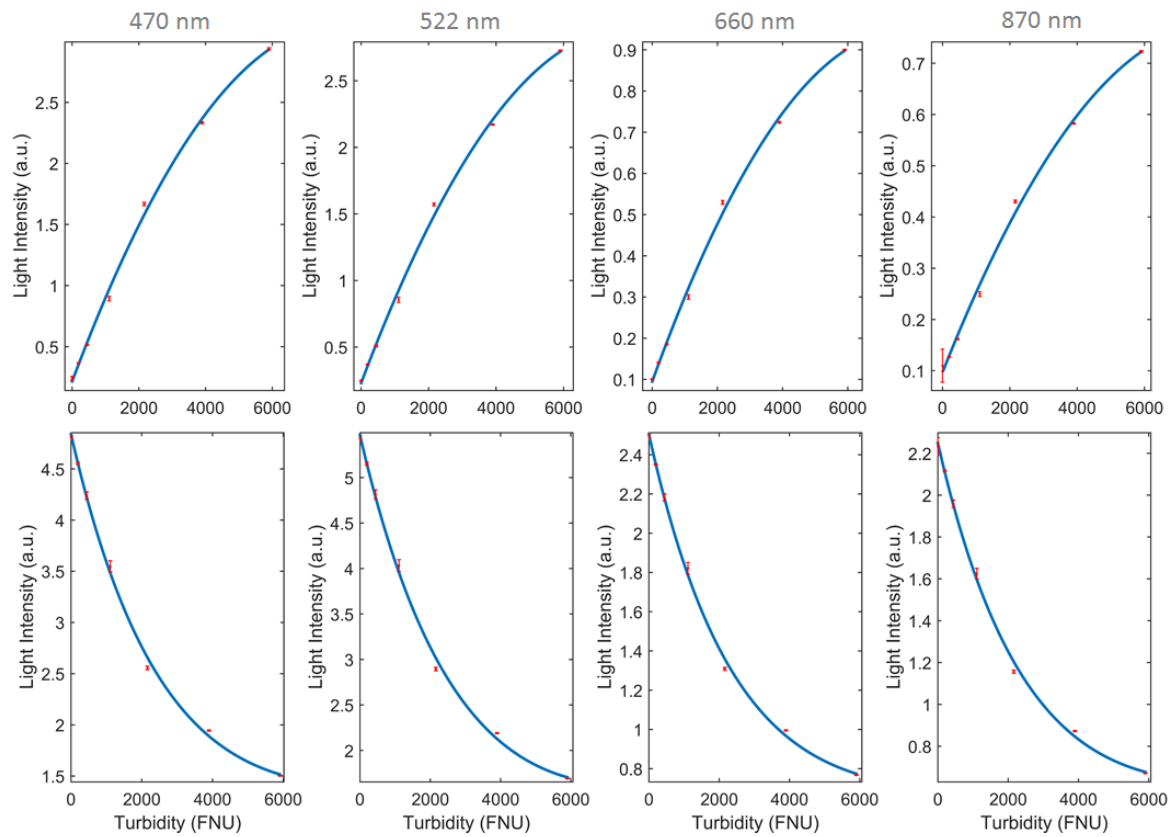 470 nm
522 nm
660 nm
870 nm
Light Intensity (a.u.)
2.5
2
1.5
1
0.5
0 2000 4000 6000
Light Intensity (a.u.)
2.5
2
1.5
1
0.5
0 2000 4000 6000
Light Intensity (a.u.)
0.9
0.8
0.7
0.6
0.5
0.4
0.3
0.2
0.1
0 2000 4000 6000
Light Intensity (a.u.)
0.7
0.6
0.5
0.4
0.3
0.2
0.1
0 2000 4000 6000
Light Intensity (a.u.)
4.5
4
3.5
3
2.5
2
1.5
0 2000 4000 6000
Turbidity (FNU)
Light Intensity (a.u.)
5
4.5
4
3.5
3
2.5
2
0 2000 4000 6000
Turbidity (FNU)
Light Intensity (a.u.)
2.4
2.2
2
1.8
1.6
1.4
1.2
1
0.8
0 2000 4000 6000
Turbidity (FNU)
Light Intensity (a.u.)
2.2
2
1.8
1.6
1.4
1.2
1
0.8
0 2000 4000 6000
Turbidity (FNU)